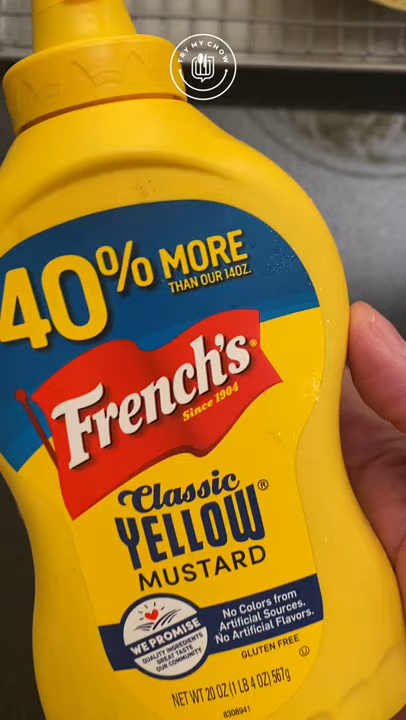 TRY MY CHOW
40% MORE
THAN OUR 14OZ.
French's®
Since 1904
Classic
YELLOW®
MUSTARD
WE PROMISE
QUALITY INGREDIENTS
GREAT TASTE
OUR COMMUNITY
No Colors from
Artificial Sources.
No Artificial Flavors.
GLUTEN FREE
U
NET WT 20 OZ (1 LB 4 OZ) 567g
8308941